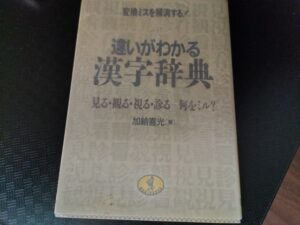 変換ミスを解消する!
違いがわかる
漢字辞典
見る・観る・視る・診る 何をミル?
加納喜光 著